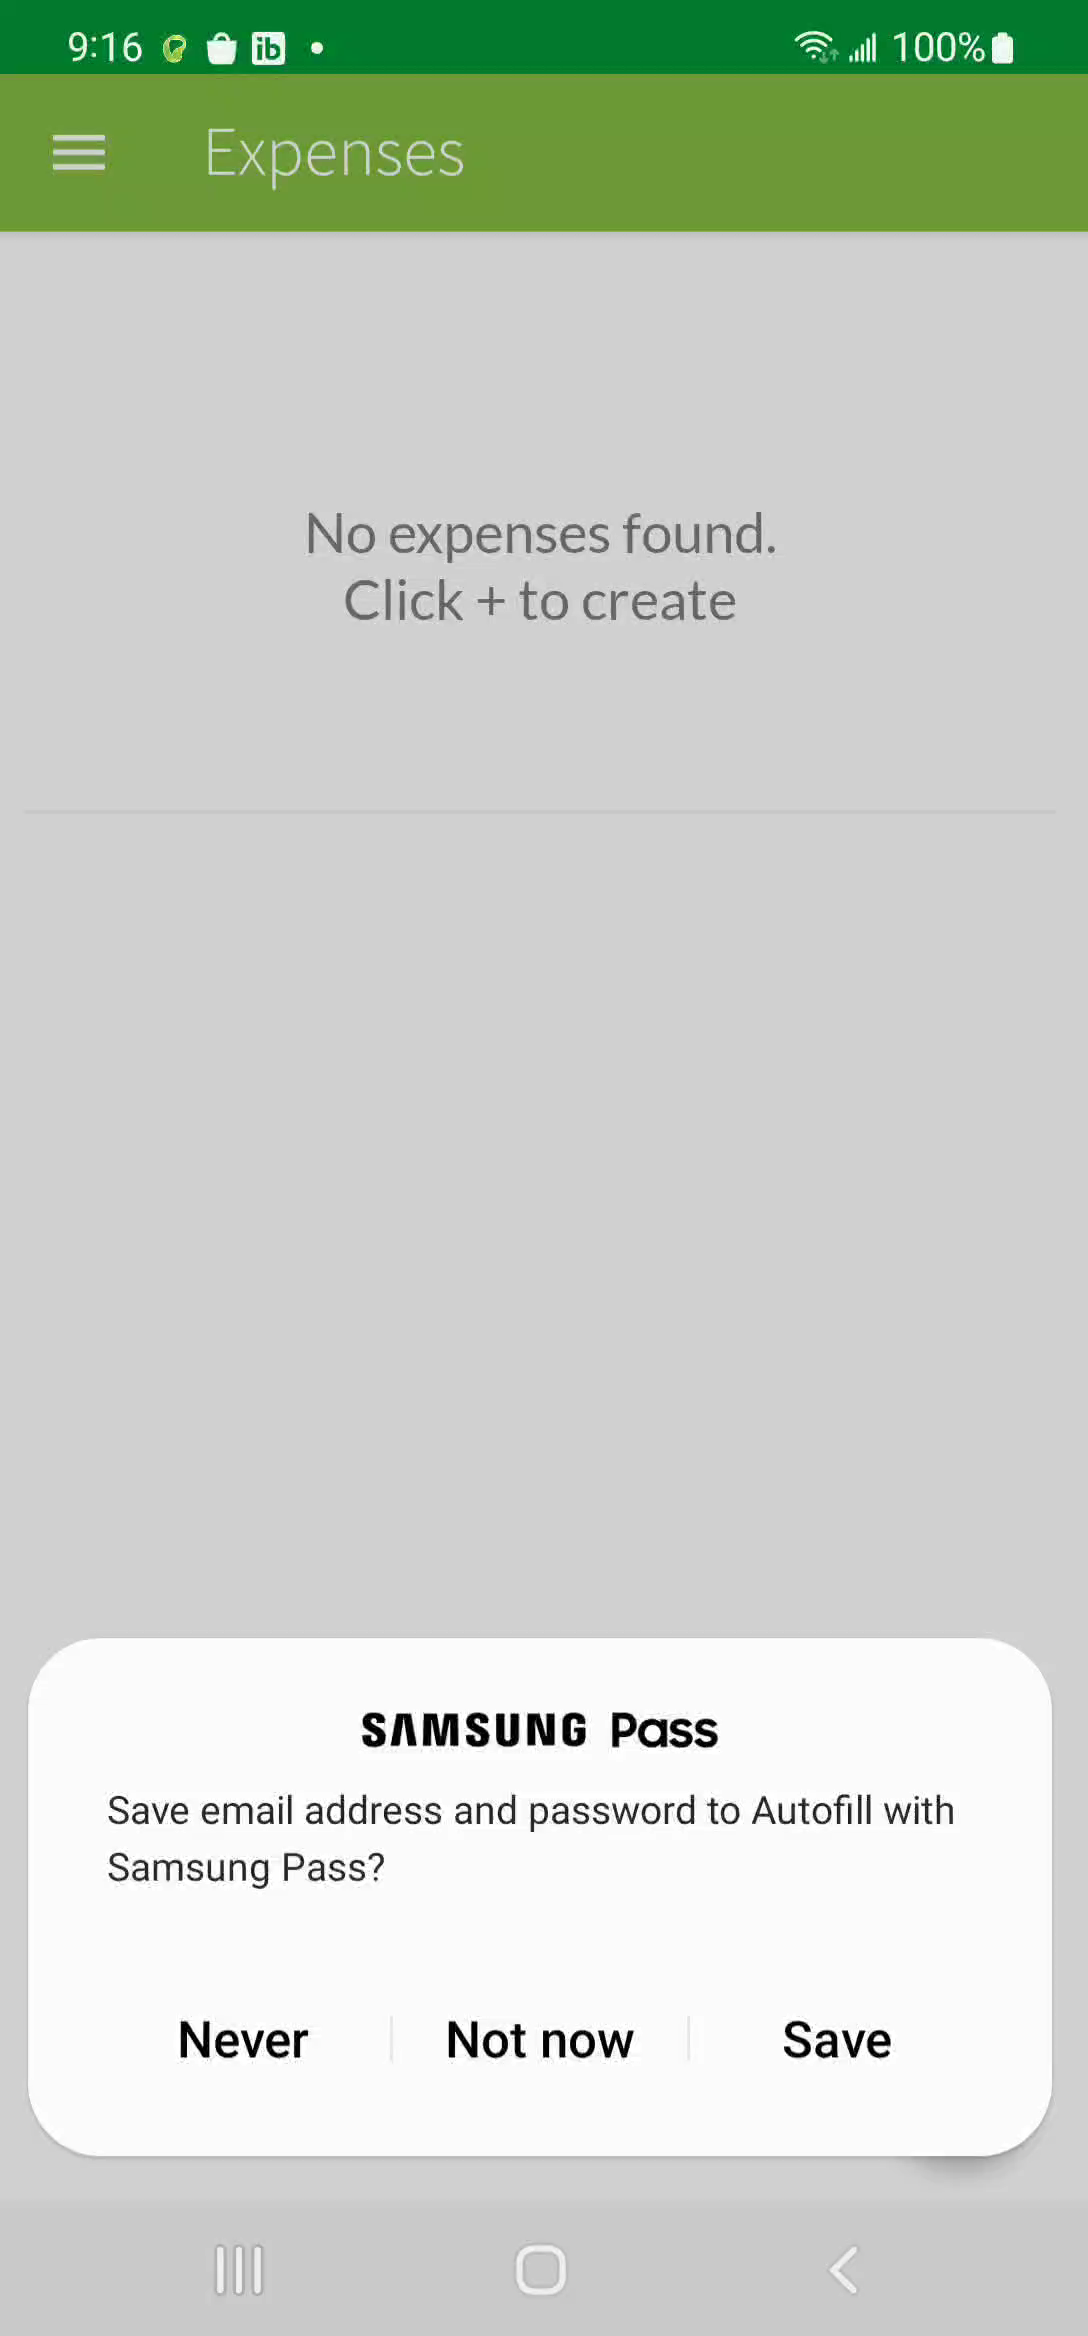 9:16 ib 100%
Expenses
No expenses found.
Click + to create
SAMSUNG Pass
Save email address and password to Autofill with
Samsung Pass?
Never Not now Save